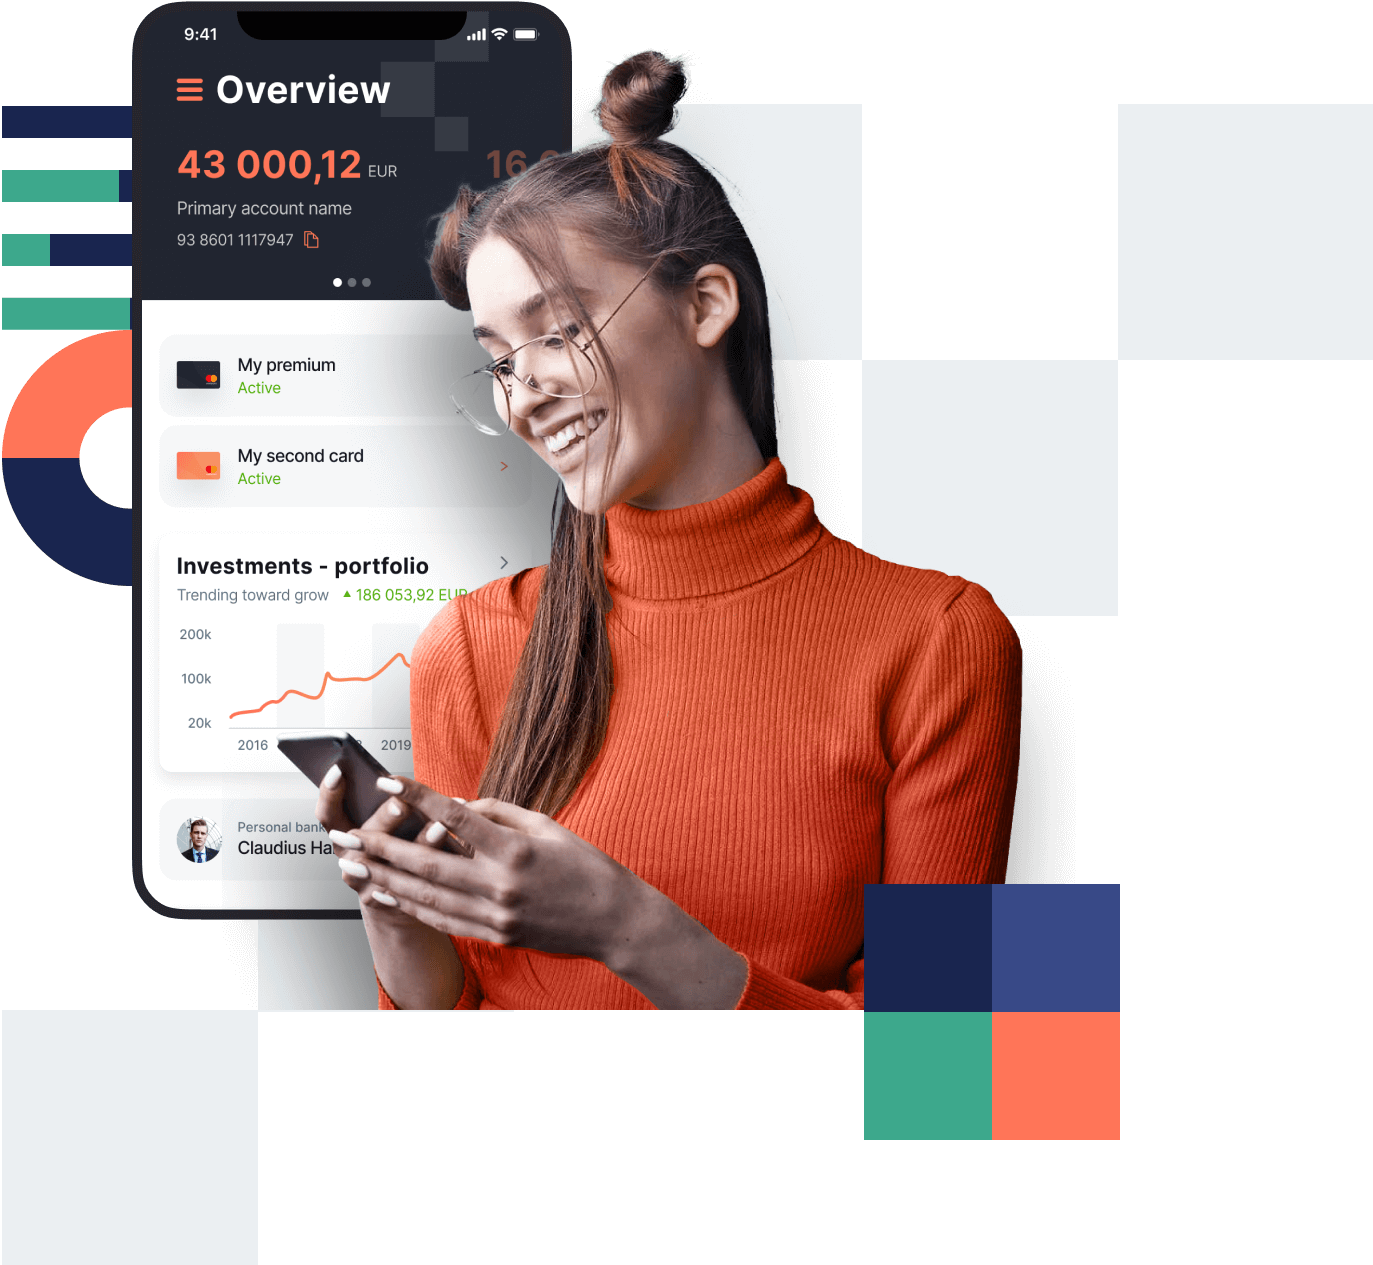 9:41
Overview
43 000,12 EUR
Primary account name
93 8601 1117947
My premium
Active
My second card
Active
Investments - portfolio
Trending toward grow 186 053,92 EUR
200k
100k
20k
2016 2019
Personal
Claudius